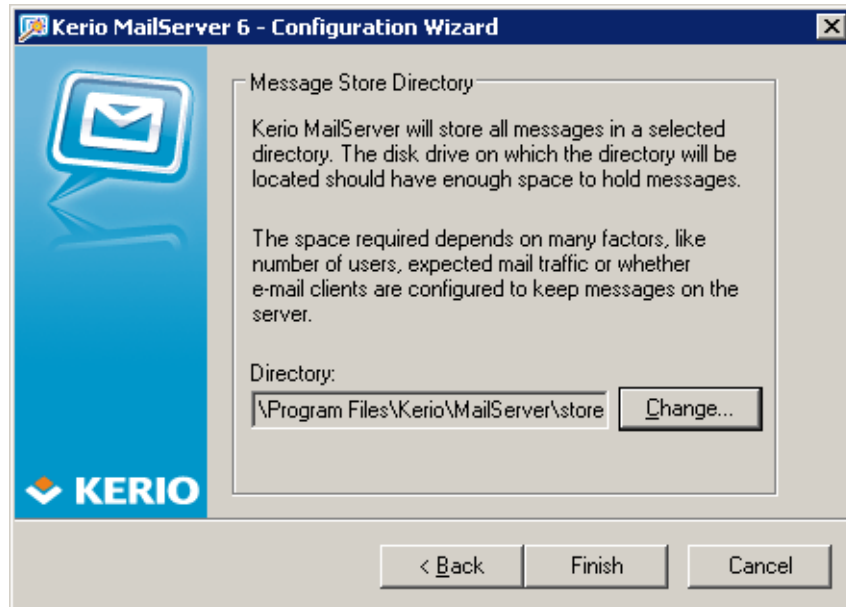 Kerio MailServer 6 - Configuration Wizard
Message Store Directory
Kerio MailServer will store all messages in a selected
directory. The disk drive on which the directory will be
located should have enough space to hold messages.
The space required depends on many factors, like
number of users, expected mail traffic or whether
e-mail clients are configured to keep messages on the
server.
Directory:
\Program Files\Kerio\MailServer\store
Change...
KERIO
< Back
Finish
Cancel